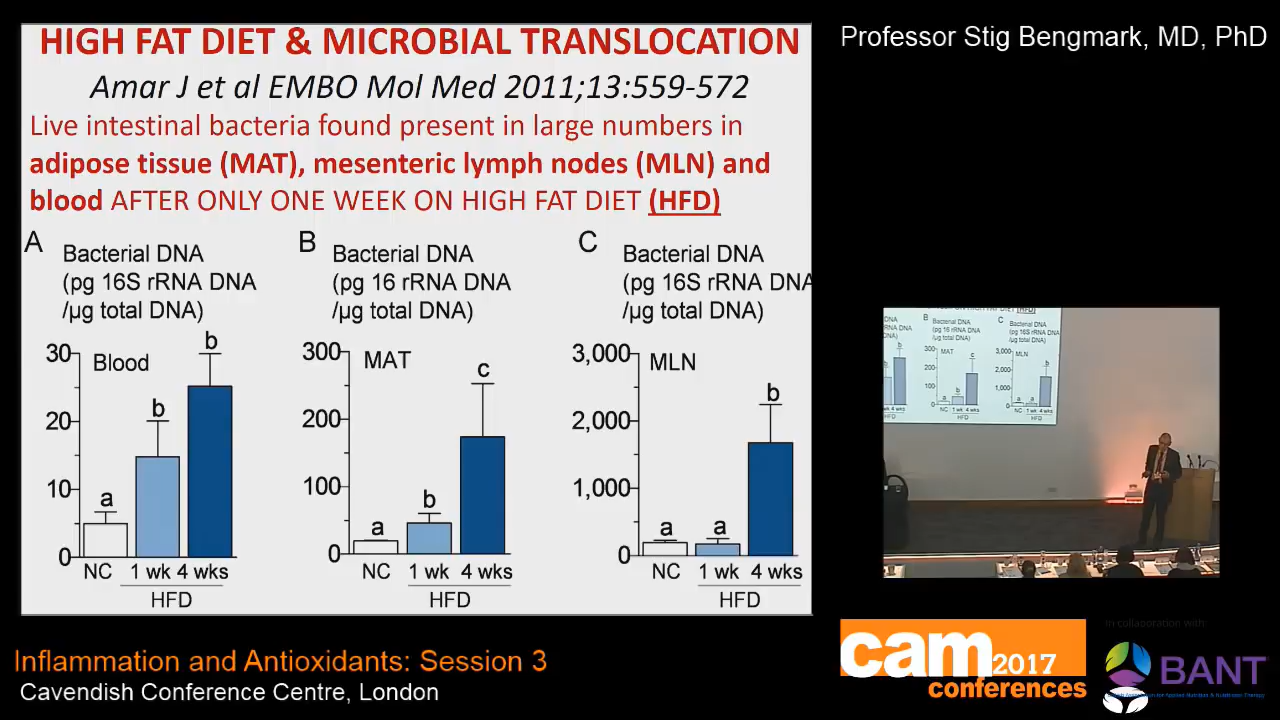 HIGH FAT DIET & MICROBIAL TRANSLOCATION
Amar J et al EMBO Mol Med 2011;13:559-572
Live intestinal bacteria found present in large numbers in
adipose tissue (MAT), mesenteric lymph nodes (MLN) and
blood AFTER ONLY ONE WEEK ON HIGH FAT DIET (HFD)
A
Bacterial DNA
(pg 16S rRNA DNA
/µg total DNA)
30
20
10
0
Blood
a
b
b
NC
1 wk
4 wks
HFD
B
Bacterial DNA
(pg 16 rRNA DNA
/µg total DNA)
300
200
100
0
MAT
a
b
c
NC
1 wk
4 wks
HFD
C
Bacterial DNA
(pg 16S rRNA DNA
/µg total DNA)
3,000
2,000
1,000
0
MLN
a
a
b
NC
1 wk
4 wks
HFD
Professor Stig Bengmark, MD, PhD
Inflammation and Antioxidants: Session 3
Cavendish Conference Centre, London
cam 2017
conferences
In collaboration with:
BANT